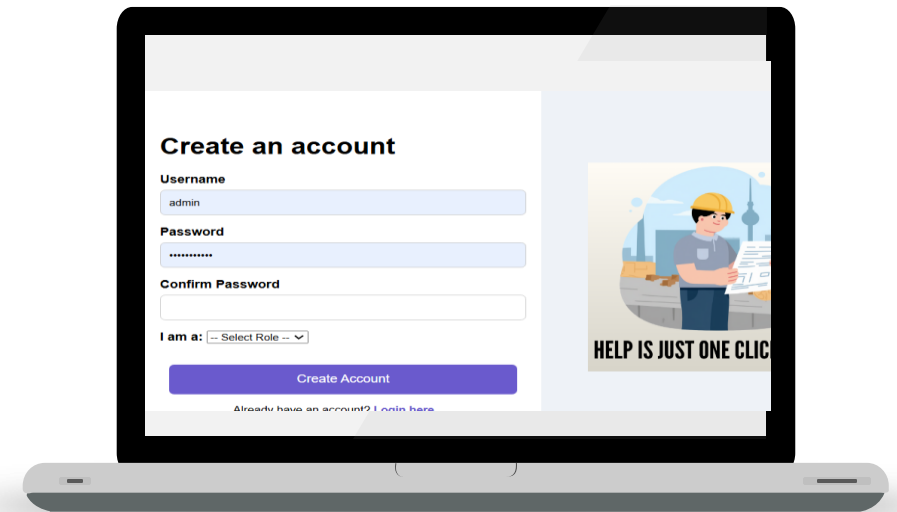 Create an account
Username
admin
Password
•••••••••••
Confirm Password
I am a: -- Select Role --
Create Account
Already have an account? Login here
HELP IS JUST ONE CLIC